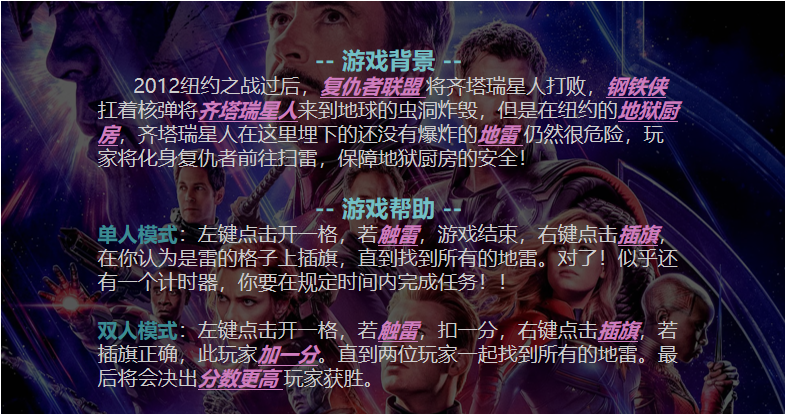 -- 游戏背景 --
2012纽约之战过后，复仇者联盟 将齐塔瑞星人打败，钢铁侠
扛着核弹将齐塔瑞星人来到地球的虫洞炸毁，但是在纽约的地狱厨
房，齐塔瑞星人在这里埋下的还没有爆炸的地雷 仍然很危险，玩
家将化身复仇者前往扫雷，保障地狱厨房的安全！
-- 游戏帮助 --
单人模式：左键点击开一格，若触雷，游戏结束，右键点击插旗，
在你认为是雷的格子上插旗，直到找到所有的地雷。对了！似乎还
有一个计时器，你要在规定时间内完成任务！！
双人模式：左键点击开一格，若触雷，扣一分，右键点击插旗，若
插旗正确，此玩家加一分。直到两位玩家一起找到所有的地雷。最
后将会决出分数更高 玩家获胜。